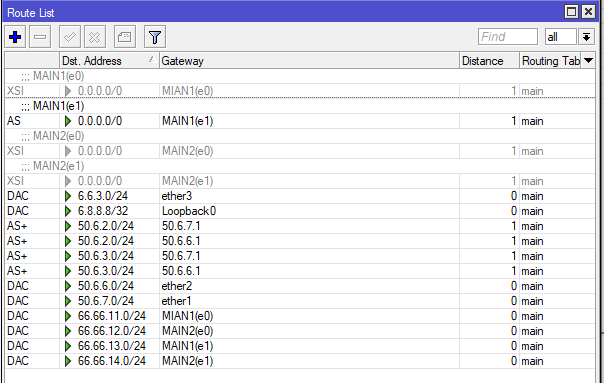 Route List
Find all
Dst. Address Gateway Distance Routing Tab
;;; MAIN1(e0)
XSI 0.0.0.0/0 MIAN1(e0) 1 main
;;; MAIN1(e1)
AS 0.0.0.0/0 MAIN1(e1) 1 main
;;; MAIN2(e0)
XSI 0.0.0.0/0 MAIN2(e0) 1 main
;;; MAIN2(e1)
XSI 0.0.0.0/0 MAIN2(e1) 1 main
DAC 6.6.3.0/24 ether3 0 main
DAC 6.8.8.8/32 Loopback0 0 main
AS+ 50.6.2.0/24 50.6.7.1 1 main
AS+ 50.6.2.0/24 50.6.6.1 1 main
AS+ 50.6.3.0/24 50.6.7.1 1 main
AS+ 50.6.3.0/24 50.6.6.1 1 main
DAC 50.6.6.0/24 ether2 0 main
DAC 50.6.7.0/24 ether1 0 main
DAC 66.66.11.0/24 MIAN1(e0) 0 main
DAC 66.66.12.0/24 MAIN2(e0) 0 main
DAC 66.66.13.0/24 MAIN1(e1) 0 main
DAC 66.66.14.0/24 MAIN2(e1) 0 main